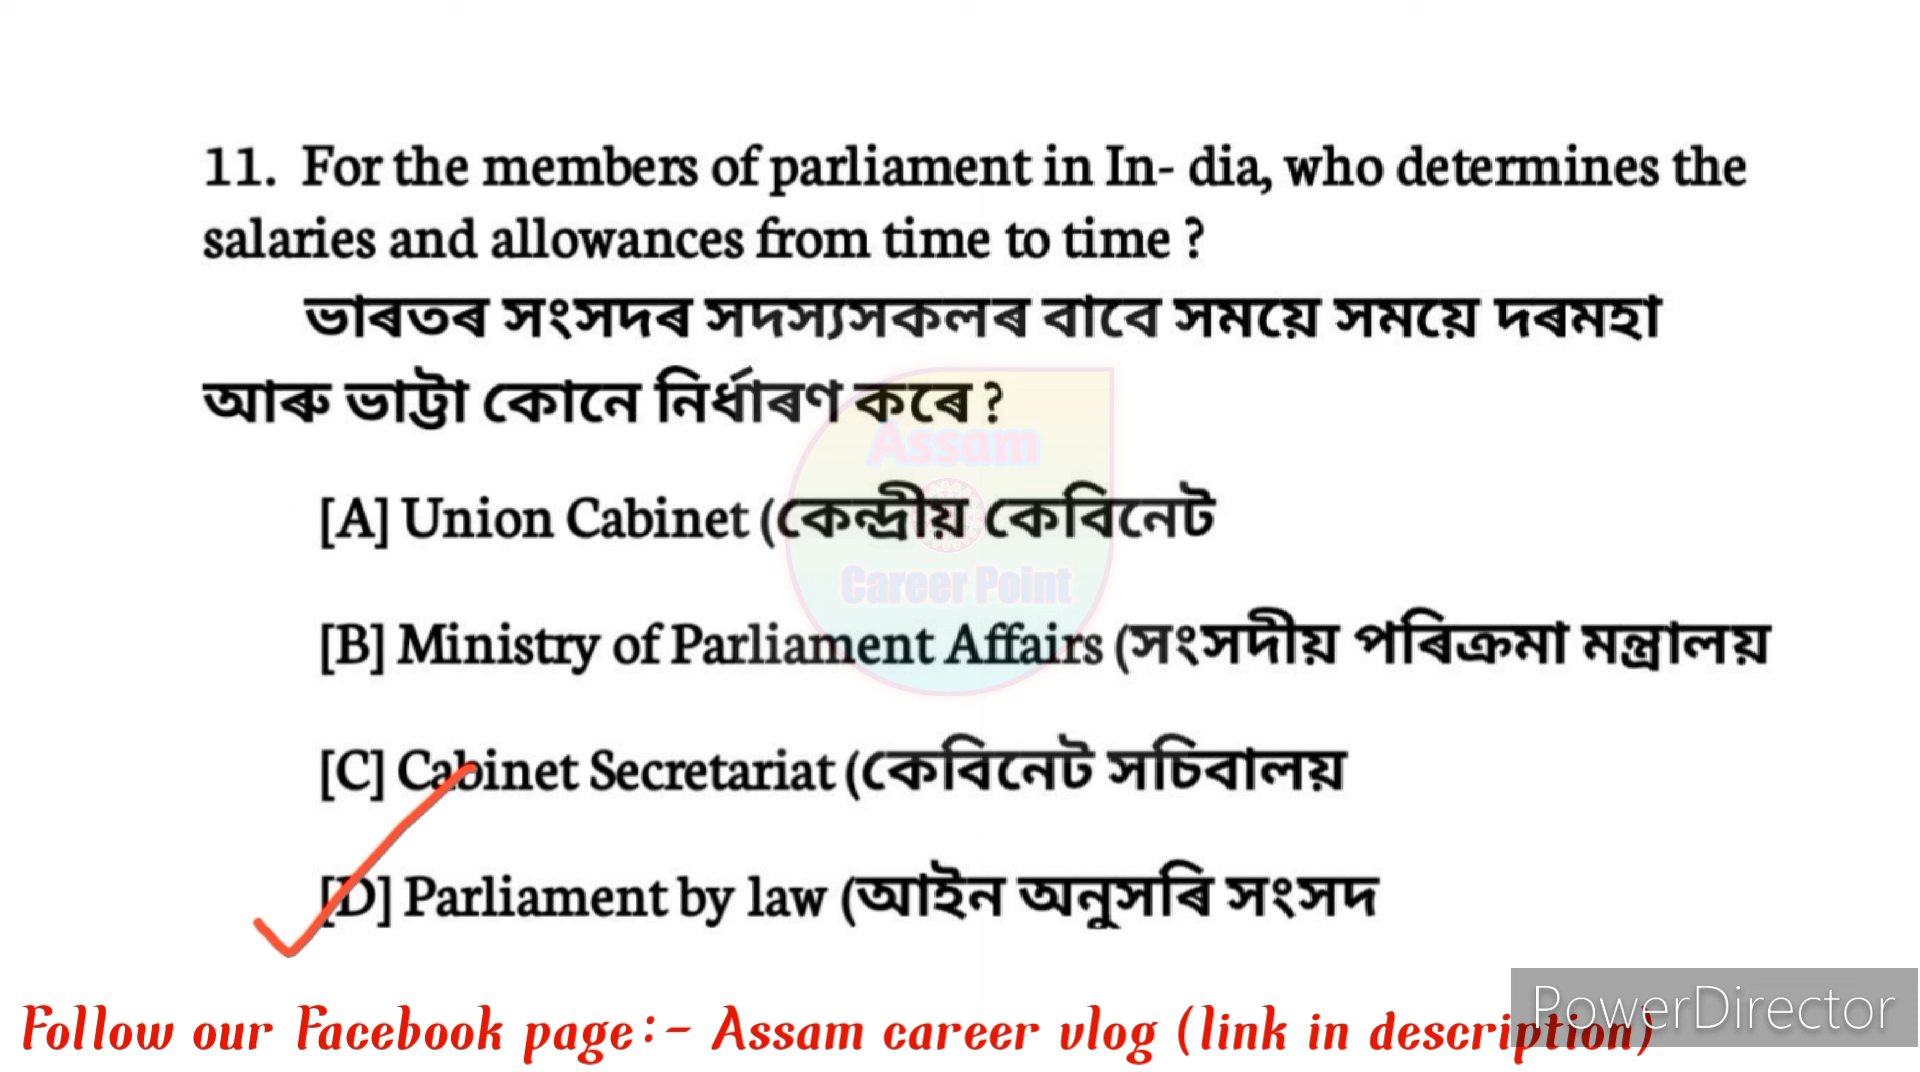 11. For the members of parliament in In- dia, who determines the
salaries and allowances from time to time ?
ভাৰতৰ সংসদৰ সদস্যসকলৰ বাবে সময়ে সময়ে দৰমহা
আৰু ভাট্টা কোনে নিৰ্ধাৰণ কৰে ?
Assam
Career Point
[A] Union Cabinet (কেন্দ্ৰীয় কেবিনেট
[B] Ministry of Parliament Affairs (সংসদীয় পৰিক্ৰমা মন্ত্ৰালয়
[C] Cabinet Secretariat (কেবিনেট সচিবালয়
[D] Parliament by law (আইন অনুসৰি সংসদ
PowerDirector
Follow our Facebook page:- Assam career vlog (link in description)